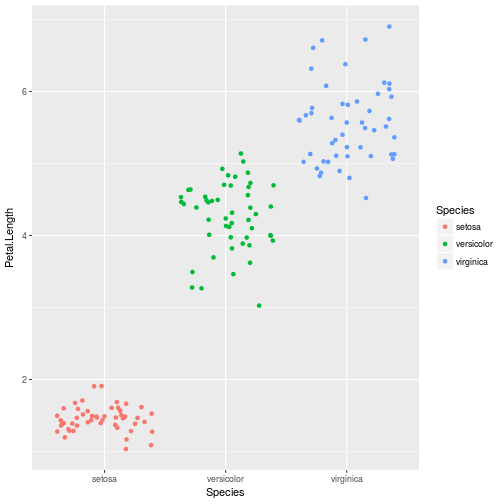 Petal.Length
6
4
2
setosa
versicolor
virginica
Species
Species
setosa
versicolor
virginica